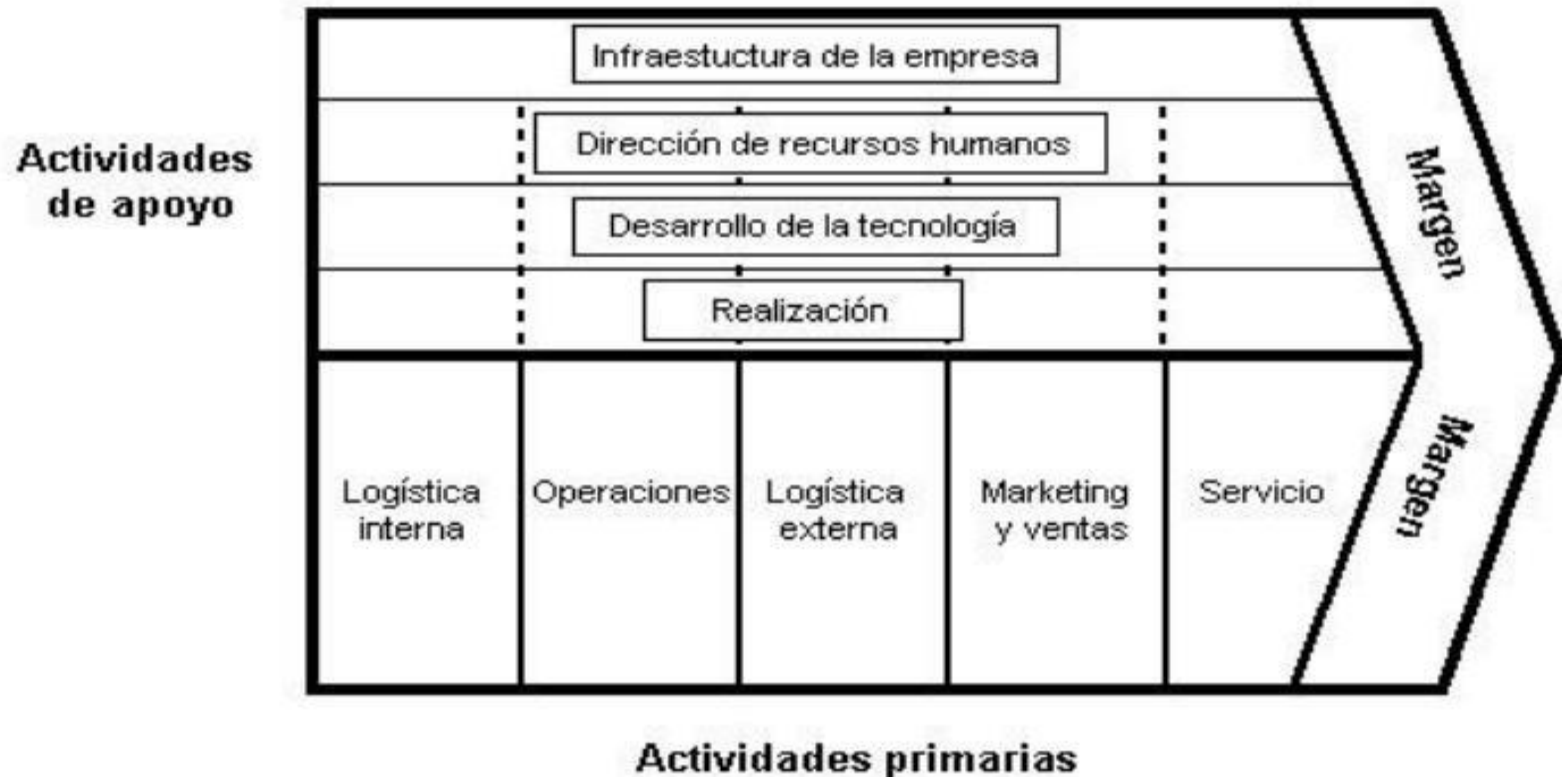 Infraestuctura de la empresa
Dirección de recursos humanos
Actividades
de apoyo
Desarrollo de la tecnología
Realización
Margen
Margen
Logística
interna
Operaciones
Logística
externa
Marketing
y ventas
Servicio
Actividades primarias